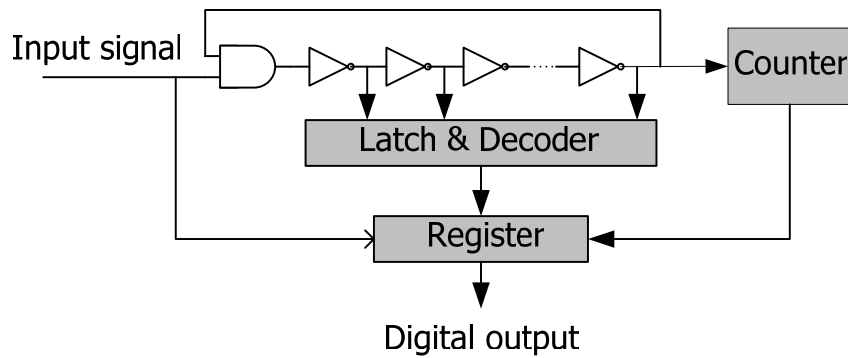 Input signal
Counter
Latch & Decoder
Register
Digital output